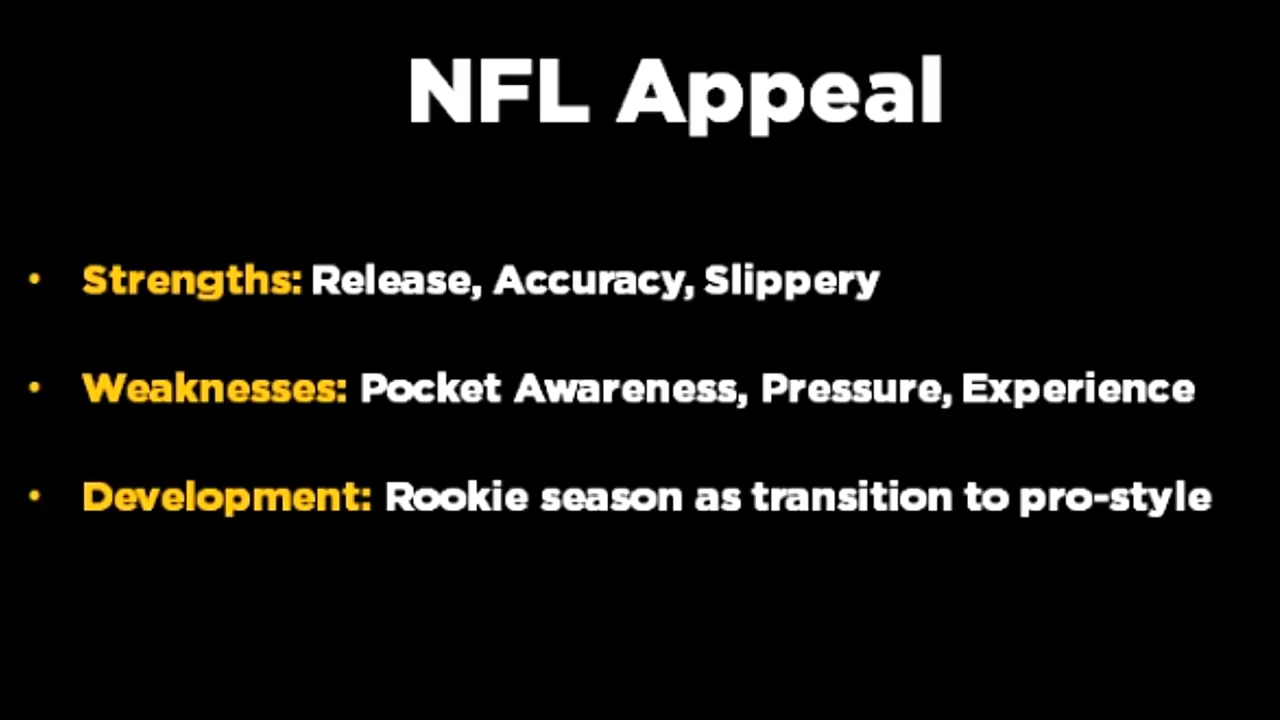 NFL Appeal
• Strengths: Release, Accuracy, Slippery
• Weaknesses: Pocket Awareness, Pressure, Experience
• Development: Rookie season as transition to pro-style